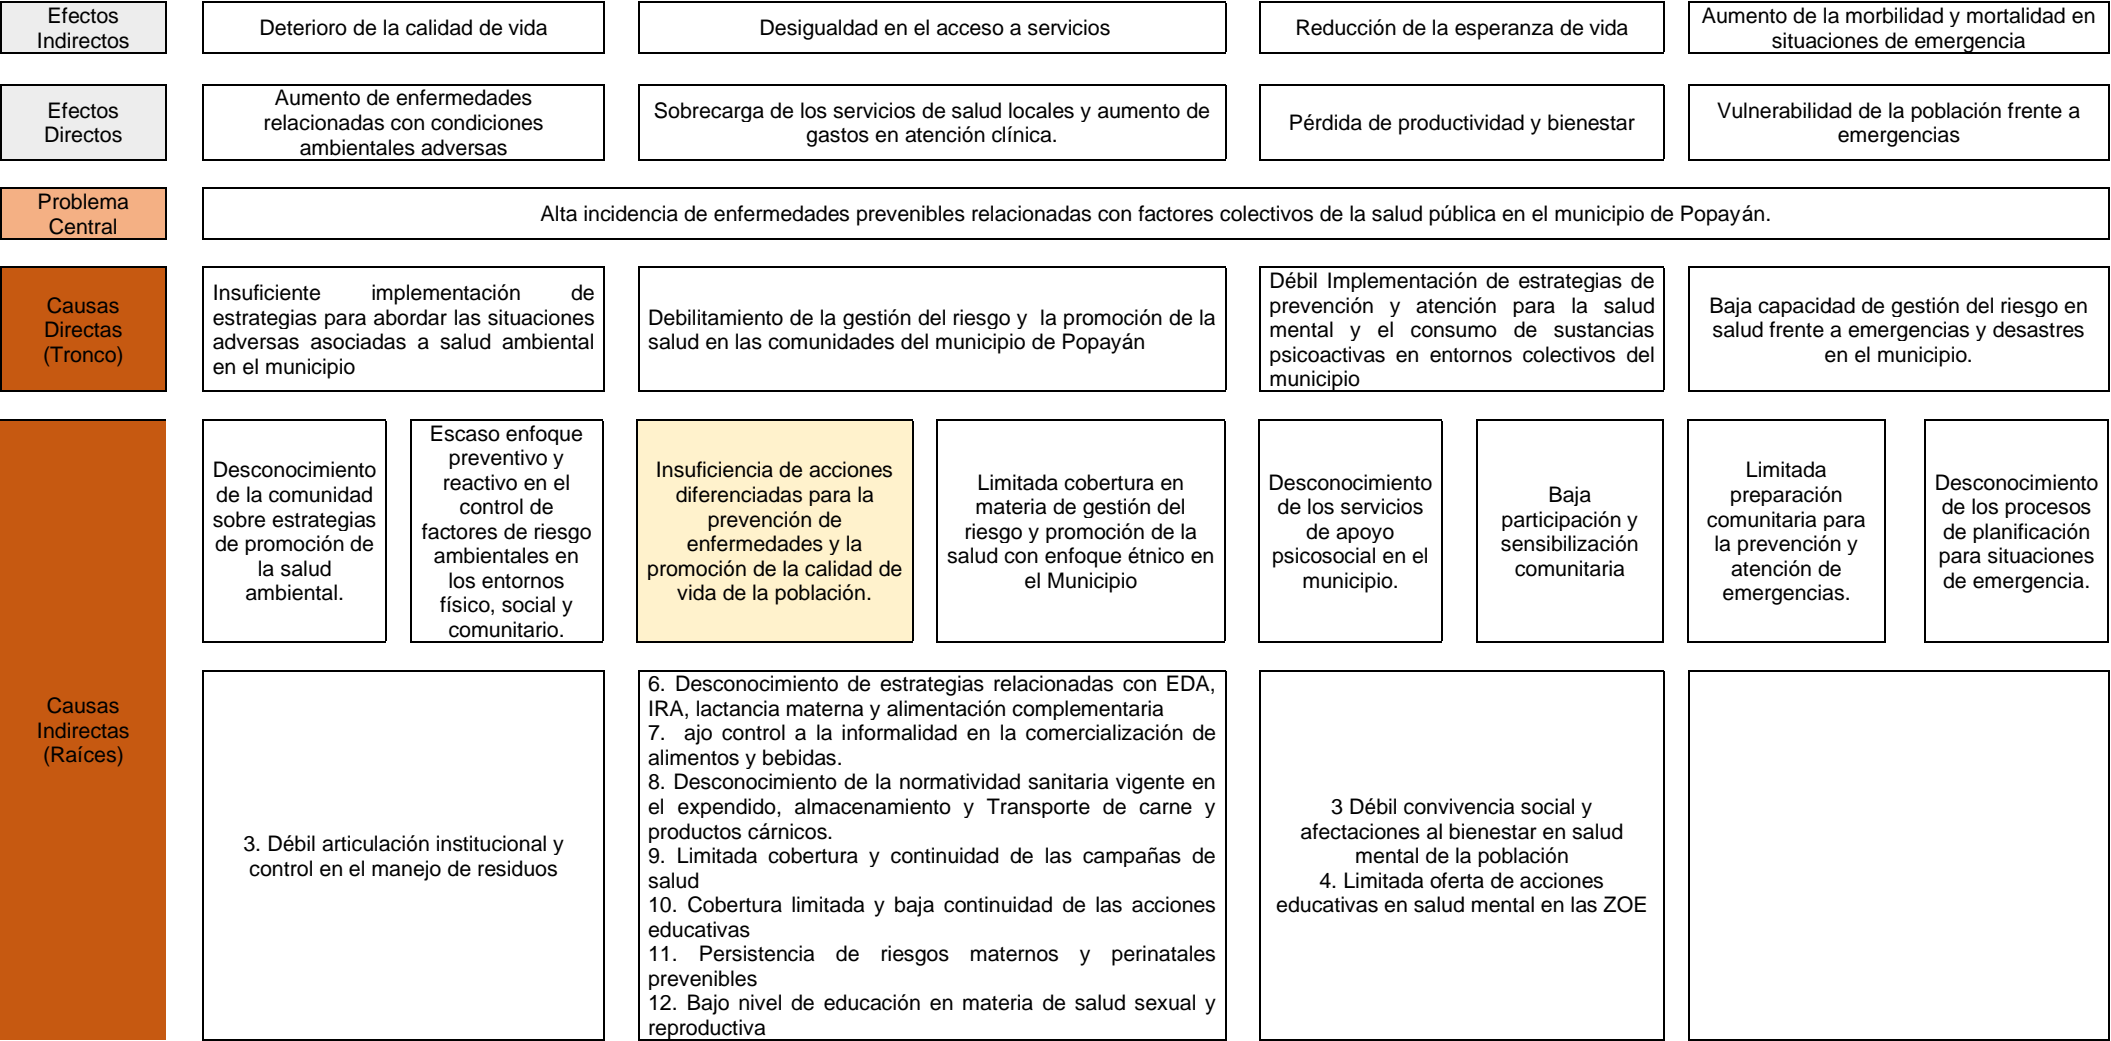 Efectos
Indirectos
Deterioro de la calidad de vida
Desigualdad en el acceso a servicios
Reducción de la esperanza de vida
Aumento de la morbilidad y mortalidad en
situaciones de emergencia
Efectos
Directos
Aumento de enfermedades
relacionadas con condiciones
ambientales adversas
Sobrecarga de los servicios de salud locales y aumento de
gastos en atención clínica.
Pérdida de productividad y bienestar
Vulnerabilidad de la población frente a
emergencias
Problema
Central
Alta incidencia de enfermedades prevenibles relacionadas con factores colectivos de la salud pública en el municipio de Popayán.
Causas
Directas
(Tronco)
Insuficiente implementación de
estrategias para abordar las situaciones
adversas asociadas a salud ambiental
en el municipio
Debilitamiento de la gestión del riesgo y la promoción de la
salud en las comunidades del municipio de Popayán
Débil Implementación de estrategias de
prevención y atención para la salud
mental y el consumo de sustancias
psicoactivas en entornos colectivos del
municipio
Baja capacidad de gestión del riesgo en
salud frente a emergencias y desastres
en el municipio.
Causas
Indirectas
(Raíces)
Desconocimiento
de la comunidad
sobre estrategias
de promoción de
la salud
ambiental.
Escaso enfoque
preventivo y
reactivo en el
control de
factores de riesgo
ambientales en
los entornos
físico, social y
comunitario.
Insuficiencia de acciones
diferenciadas para la
prevención de
enfermedades y la
promoción de la calidad de
vida de la población.
Limitada cobertura en
materia de gestión del
riesgo y promoción de la
salud con enfoque étnico en
el Municipio
Desconocimiento
de los servicios
de apoyo
psicosocial en el
municipio.
Baja
participación y
sensibilización
comunitaria
Limitada
preparación
comunitaria para
la prevención y
atención de
emergencias.
Desconocimiento
de los procesos
de planificación
para situaciones
de emergencia.
3. Débil articulación institucional y
control en el manejo de residuos
6. Desconocimiento de estrategias relacionadas con EDA,
IRA, lactancia materna y alimentación complementaria
7. ajo control a la informalidad en la comercialización de
alimentos y bebidas.
8. Desconocimiento de la normatividad sanitaria vigente en
el expendido, almacenamiento y Transporte de carne y
productos cárnicos.
9. Limitada cobertura y continuidad de las campañas de
salud
10. Cobertura limitada y baja continuidad de las acciones
educativas
11. Persistencia de riesgos maternos y perinatales
prevenibles
12. Bajo nivel de educación en materia de salud sexual y
reproductiva
3 Débil convivencia social y
afectaciones al bienestar en salud
mental de la población
4. Limitada oferta de acciones
educativas en salud mental en las ZOE